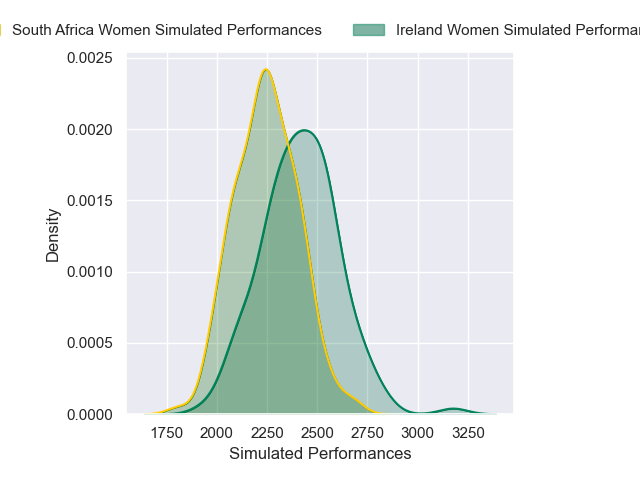 South Africa Women Simulated Performances
Ireland Women Simulated
0.0025
0.0020
0.0015
0.0010
0.0005
0.0000
Density
1750 2000 2250 2500 2750 3000 3250
Simulated Performances